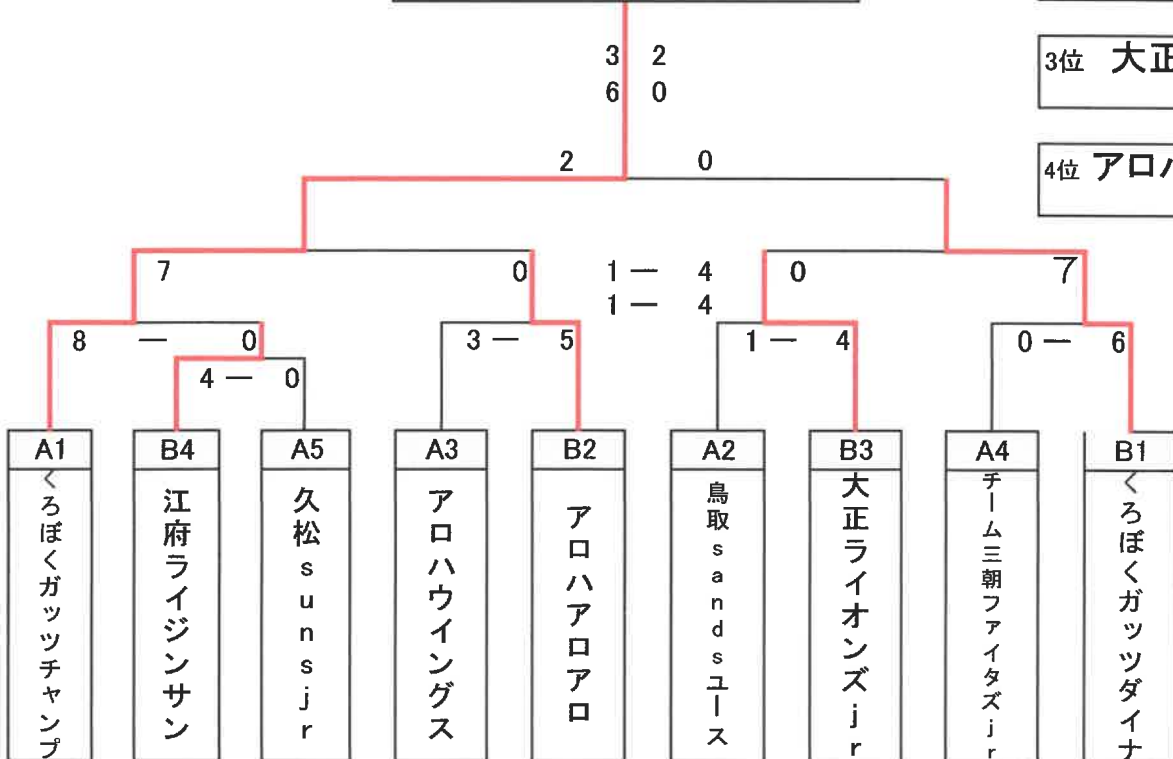 3 2
6 0
3位 大正
2 0
4位 アロハ
7 0
1ー 4
1ー 4
0 7
8 ー 0
3ー 5
1ー 4
0ー 6
4ー 0
A1
B4
A5
A3
B2
A2
B3
A4
B1
くろぼくガッツチャンプ
江府ライジンサン
久松sunsjr
アロハウイングス
アロハアロアロ
鳥取sandsユース
大正ライオンズjr
チーム三朝ファイタズjr
くろぼくガッツダイナ